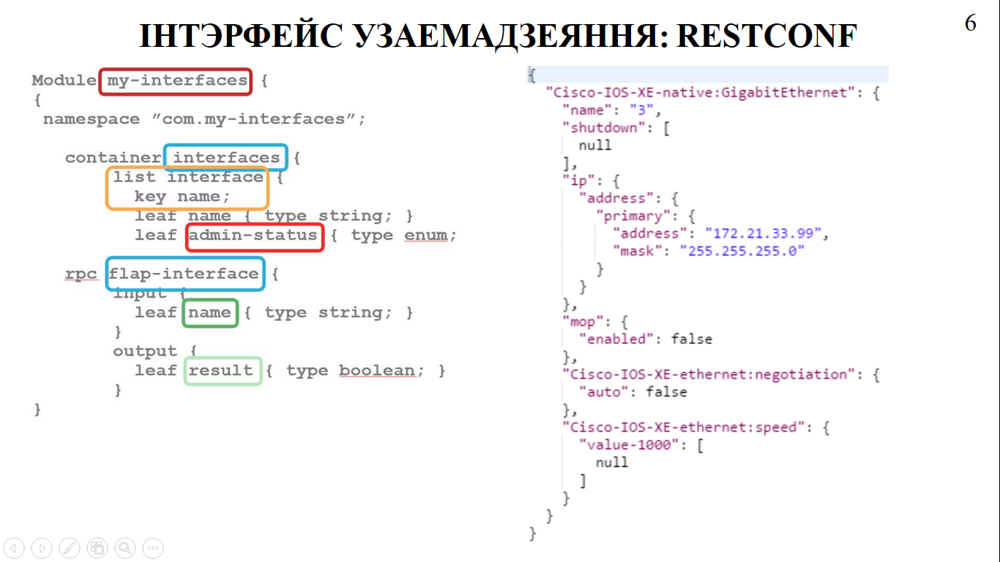 ІНТЭРФЕЙС УЗАЕМАДЗЕЯННЯ: RESTCONF
6
Module my-interfaces {
{
namespace ”com.my-interfaces”;
container interfaces {
list interface {
key name;
leaf name { type string; }
leaf admin-status { type enum;
rpc flap-interface {
input {
leaf name { type string; }
}
output {
leaf result { type boolean; }
}
}
{
"Cisco-IOS-XE-native:GigabitEthernet": {
"name": "3",
"shutdown": [
null
],
"ip": {
"address": {
"primary": {
"address": "172.21.33.99",
"mask": "255.255.255.0"
}
}
},
"mop": {
"enabled": false
},
"Cisco-IOS-XE-ethernet:negotiation": {
"auto": false
},
"Cisco-IOS-XE-ethernet:speed": {
"value-1000": [
null
]
}
}
}